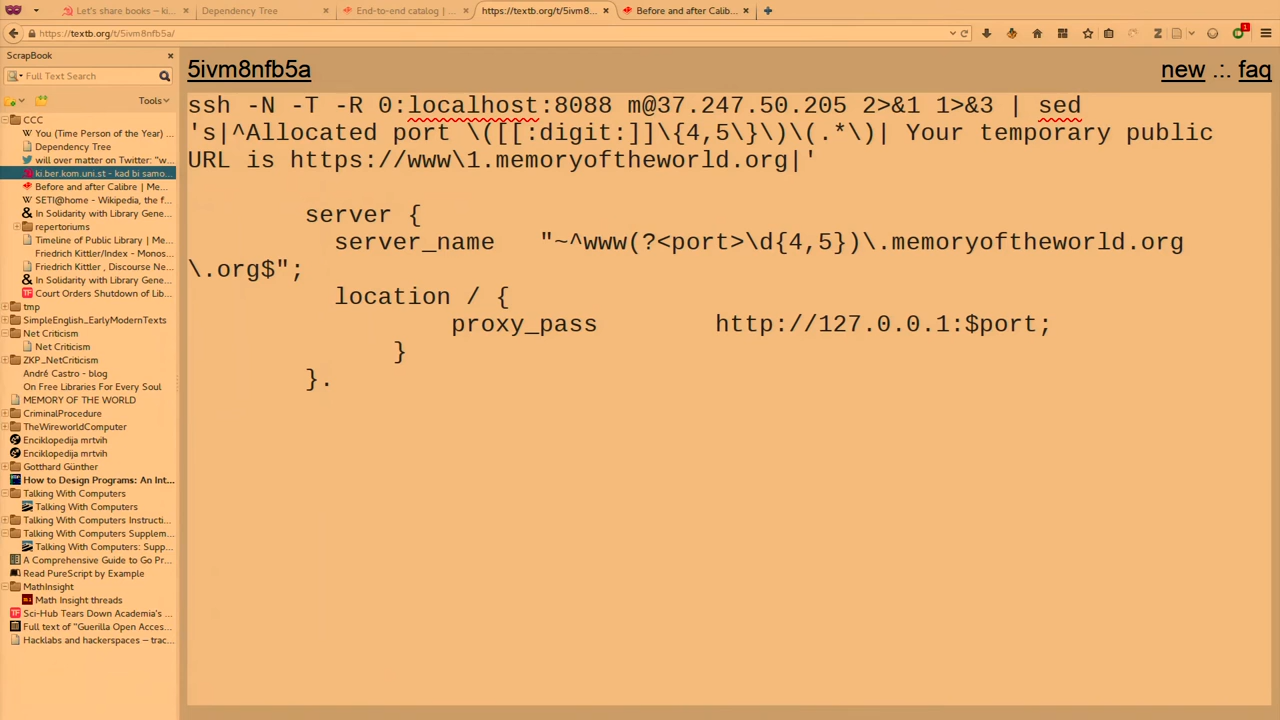 Let's share books – ki...
Dependency Tree
End-to-end catalog | ...
https://textb.org/t/5ivm8nfb5a/
https://textb.org/t/5ivm8...
Before and after Calibr...
1
ScrapBook
Full Text Search
Tools
CCC
You (Time Person of the Year) ...
Dependency Tree
will over matter on Twitter: "w...
ki.ber.kom.uni.st - kad bi samo...
Before and after Calibre | Me...
SETI@home - Wikipedia, the f...
In Solidarity with Library Gene...
repertoriums
Timeline of Public Library | Me...
Friedrich Kittler/Index - Monos...
Friedrich Kittler , Discourse Ne...
In Solidarity with Library Gene...
Court Orders Shutdown of Lib...
tmp
SimpleEnglish_EarlyModernTexts
Net Criticism
Net Criticism
ZKP_NetCriticism
André Castro - blog
On Free Libraries For Every Soul
MEMORY OF THE WORLD
CriminalProcedure
TheWireworldComputer
Enciklopedija mrtvih
Enciklopedija mrtvih
Gotthard Günther
How to Design Programs: An Int...
Talking With Computers
Talking With Computers
Talking With Computers Instructi...
Talking With Computers Supplem...
Talking With Computers: Supp...
A Comprehensive Guide to Go Pr...
Read PureScript by Example
MathInsight
Math Insight threads
Sci-Hub Tears Down Academia's ...
Full text of "Guerilla Open Acces...
Hacklabs and hackerspaces – trac...
5ivm8nfb5a
new .:. faq
ssh -N -T -R 0:localhost:8088 m@37.247.50.205 2>&1 1>&3 | sed
's|^Allocated port \([[:digit:]]\{4,5\}\)\(.*\)| Your temporary public
URL is https://www\1.memoryoftheworld.org|'
server {
server_name "~^www(?<port>\d{4,5})\.memoryoftheworld.org
\.org$";
location / {
proxy_pass http://127.0.0.1:$port;
}
}.